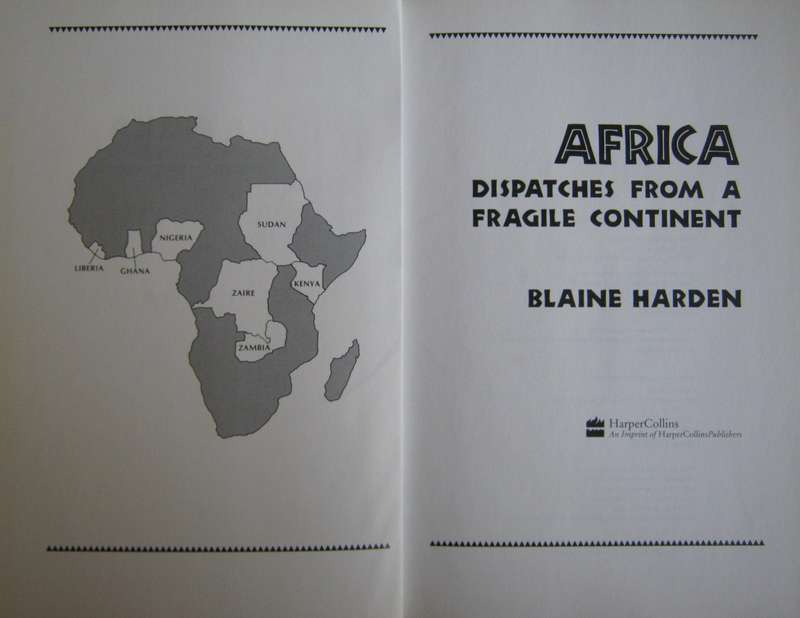 SUDAN
NIGERIA
LIBERIA
GHANA
KENYA
ZAIRE
ZAMBIA
AFRICA
DISPATCHES FROM A
FRAGILE CONTINENT
BLAINE HARDEN
HarperCollins
An Imprint of HarperCollinsPublishers